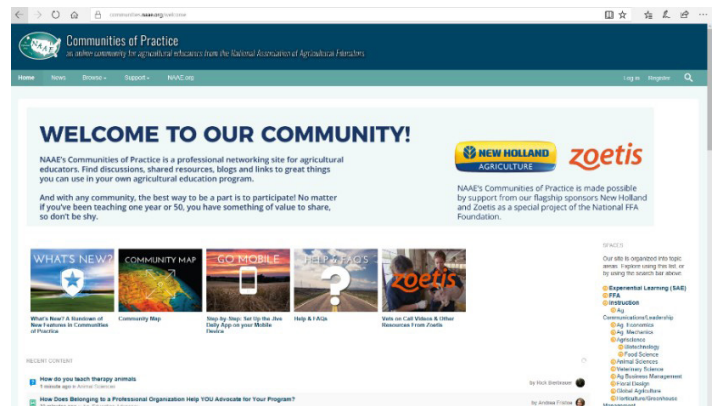 communities.naae.org/welcome
NAAE
Communities of Practice
an online community for agricultural educators from the National Association of Agricultural Educators
Home News Browse Support NAAE.org
Log in Register
WELCOME TO OUR COMMUNITY!
NAAE's Communities of Practice is a professional networking site for agricultural
educators. Find discussions, shared resources, blogs and links to great things
you can use in your own agricultural education program.
And with any community, the best way to be a part is to participate! No matter
if you've been teaching one year or 50, you have something of value to share,
so don't be shy.
NEW HOLLAND
AGRICULTURE
zoetis
NAAE's Communities of Practice is made possible
by support from our flagship sponsors New Holland
and Zoetis as a special project of the National FFA
Foundation.
WHAT'S NEW?
COMMUNITY MAP
GO MOBILE
HELP & FAQS
zoetis
What's New? A Rundown of
New Features in Communities
of Practice
Community Map
Step-by-Step: Set Up the Jive
Daily App on your Mobile
Device
Help & FAQs
Vets on Call Videos & Other
Resources From Zoetis
SPACES
Our site is organized into topic
areas. Explore using this list, or
by using the search bar above.
Experiential Learning (SAE)
FFA
Instruction
Ag
Communications/Leadership
Ag. Economics
Ag. Mechanics
Agriscience
Biotechnology
Food Science
Animal Sciences
Veterinary Science
Ag Business Management
Floral Design
Global Agriculture
Horticulture/Greenhouse
Management
RECENT CONTENT
How do you teach therapy animals
1 minute ago in Animal Sciences
by Rick
How Does Belonging to a Professional Organization Help YOU Advocate for Your Program?
by Andrea